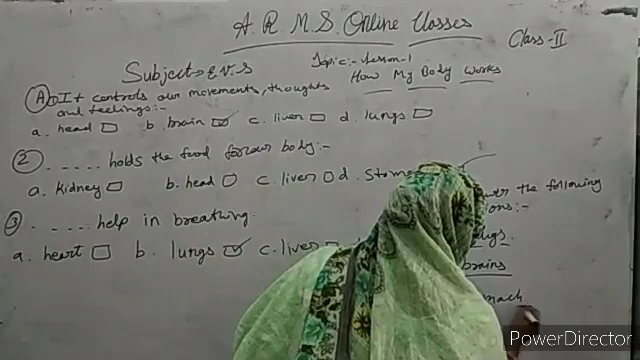 A. R. M. S. Online Classes
Class-II
Subject→ E.V.S
Topic:- Lesson-1
How My Body Works
(A) 1) It controls our movements, thoughts
and feelings:-
a. head b. brain c. liver d. lungs
2) ..... holds the food for our body:-
a. kidney b. head c. liver d. Stom
the following
ons:-
3) ..... help in breathing.
a. heart b. lungs c. liver
brains
mach
PowerDirector